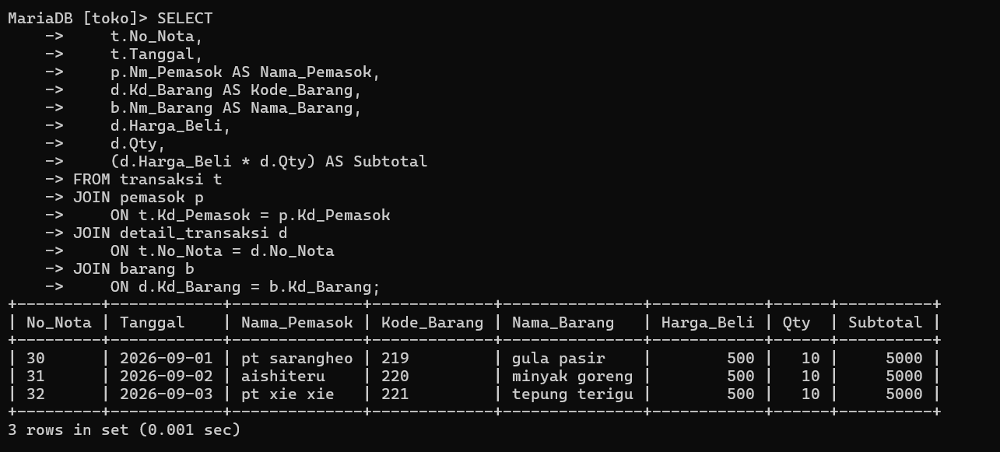 MariaDB [toko]> SELECT
    ->     t.No_Nota,
    ->     t.Tanggal,
    ->     p.Nm_Pemasok AS Nama_Pemasok,
    ->     d.Kd_Barang AS Kode_Barang,
    ->     b.Nm_Barang AS Nama_Barang,
    ->     d.Harga_Beli,
    ->     d.Qty,
    ->     (d.Harga_Beli * d.Qty) AS Subtotal
    -> FROM transaksi t
    -> JOIN pemasok p
    ->     ON t.Kd_Pemasok = p.Kd_Pemasok
    -> JOIN detail_transaksi d
    ->     ON t.No_Nota = d.No_Nota
    -> JOIN barang b
    ->     ON d.Kd_Barang = b.Kd_Barang;
+---------+------------+--------------+-------------+---------------+------------+------+----------+
| No_Nota | Tanggal    | Nama_Pemasok | Kode_Barang | Nama_Barang   | Harga_Beli | Qty  | Subtotal |
+---------+------------+--------------+-------------+---------------+------------+------+----------+
| 30      | 2026-09-01 | pt sarangheo | 219         | gula pasir    |        500 |   10 |     5000 |
| 31      | 2026-09-02 | aishiteru    | 220         | minyak goreng |        500 |   10 |     5000 |
| 32      | 2026-09-03 | pt xie xie   | 221         | tepung terigu |        500 |   10 |     5000 |
+---------+------------+--------------+-------------+---------------+------------+------+----------+
3 rows in set (0.001 sec)